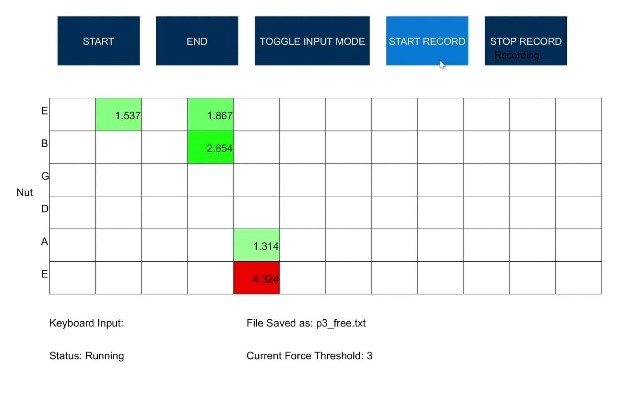 START END TOGGLE INPUT MODE START RECORD STOP RECORD
Recording
E 1.537 1.867
B 2.854
G
Nut
D
A 1.314
E 4.324
Keyboard Input: File Saved as: p3_free.txt
Status: Running Current Force Threshold: 3